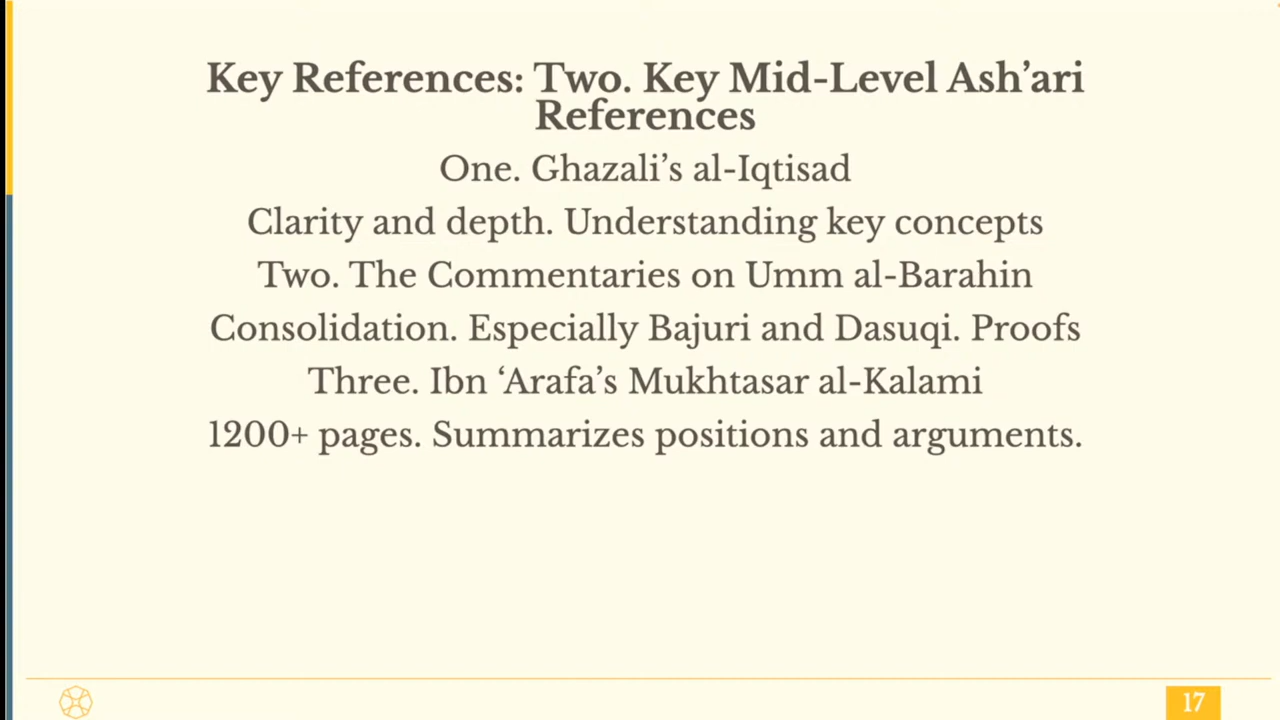 Key References: Two. Key Mid-Level Ash’ari
References
One. Ghazali’s al-Iqtisad
Clarity and depth. Understanding key concepts
Two. The Commentaries on Umm al-Barahin
Consolidation. Especially Bajuri and Dasuqi. Proofs
Three. Ibn ‘Arafa’s Mukhtasar al-Kalami
1200+ pages. Summarizes positions and arguments.
17